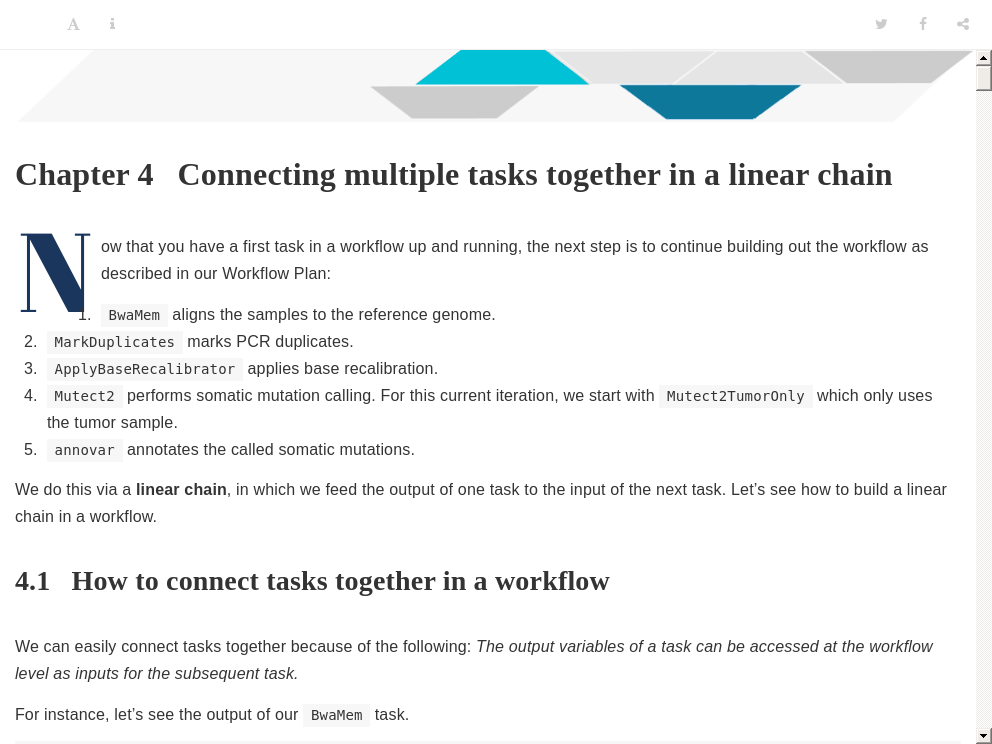 Chapter 4 Connecting multiple tasks together in a linear chain
Now that you have a first task in a workflow up and running, the next step is to continue building out the workflow as
described in our Workflow Plan:
1. BwaMem aligns the samples to the reference genome.
2. MarkDuplicates marks PCR duplicates.
3. ApplyBaseRecalibrator applies base recalibration.
4. Mutect2 performs somatic mutation calling. For this current iteration, we start with Mutect2TumorOnly which only uses
the tumor sample.
5. annovar annotates the called somatic mutations.
We do this via a linear chain, in which we feed the output of one task to the input of the next task. Let’s see how to build a linear
chain in a workflow.
4.1 How to connect tasks together in a workflow
We can easily connect tasks together because of the following: The output variables of a task can be accessed at the workflow
level as inputs for the subsequent task.
For instance, let’s see the output of our BwaMem task.